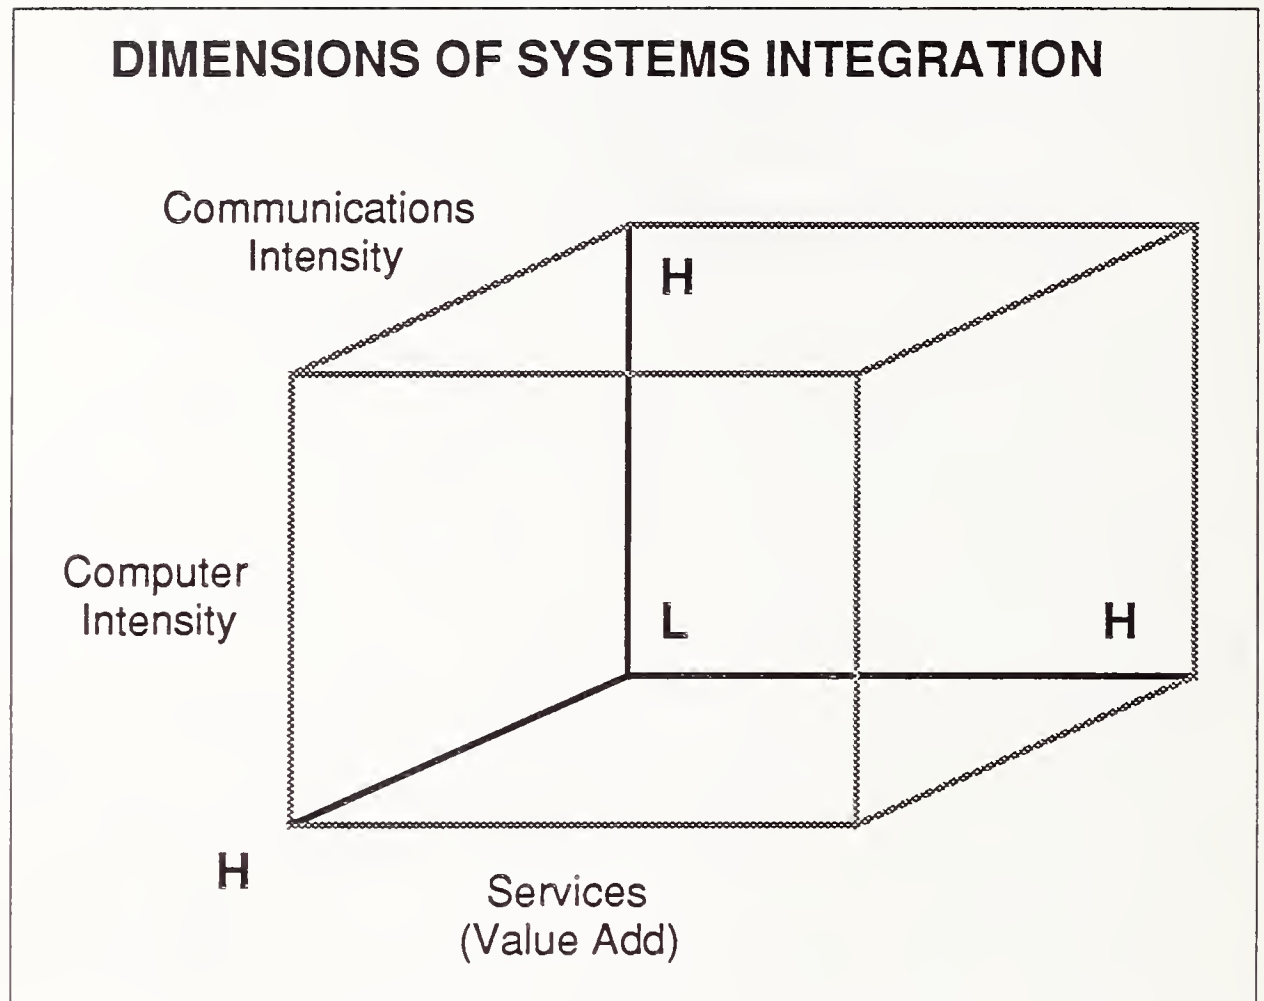 DIMENSIONS OF SYSTEMS INTEGRATION
Communications
Intensity
H
Computer
Intensity
L
H
H
Services
(Value Add)